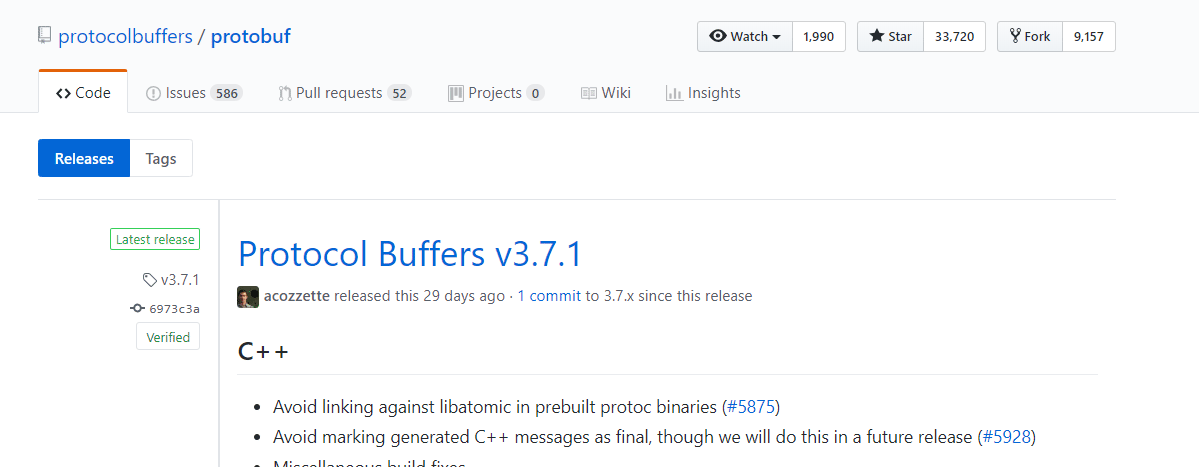 protocolbuffers / protobuf
Watch 1,990 Star 33,720 Fork 9,157
Code Issues 586 Pull requests 52 Projects 0 Wiki Insights
Releases Tags
Latest release
v3.7.1
6973c3a
Verified
Protocol Buffers v3.7.1
acozzette released this 29 days ago · 1 commit to 3.7.x since this release
C++
• Avoid linking against libatomic in prebuilt protoc binaries (#5875)
• Avoid marking generated C++ messages as final, though we will do this in a future release (#5928)
• Miscellaneous build fixes